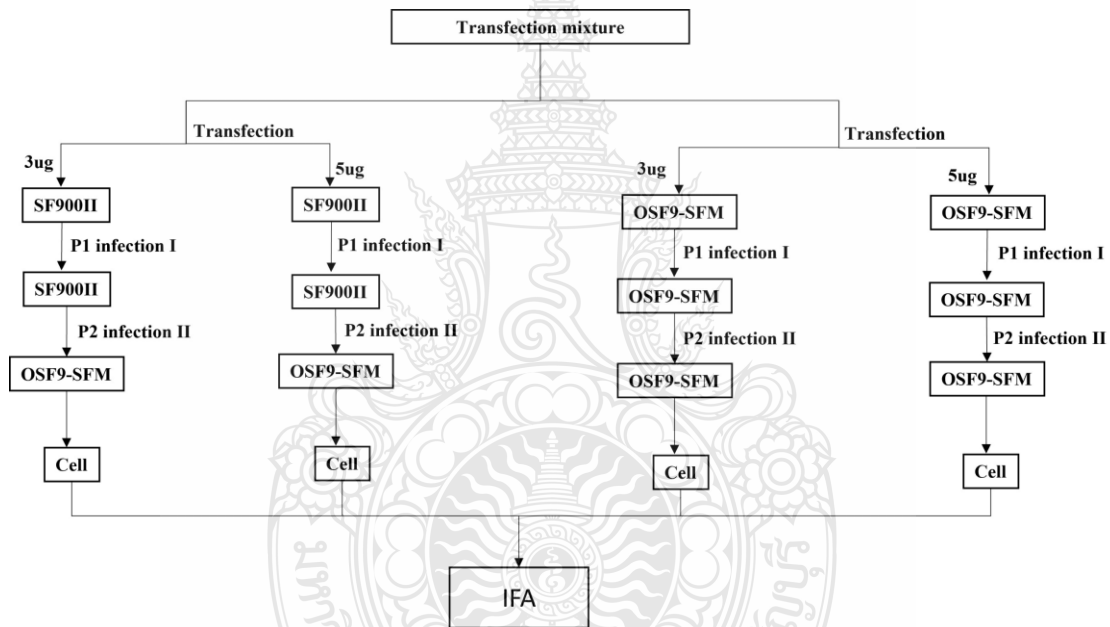 Transfection mixture
Transfection
Transfection
3ug
5ug
3ug
5ug
SF900II
SF900II
OSF9-SFM
OSF9-SFM
P1 infection I
P1 infection I
P1 infection I
P1 infection I
SF900II
SF900II
OSF9-SFM
OSF9-SFM
P2 infection II
P2 infection II
P2 infection II
P2 infection II
OSF9-SFM
OSF9-SFM
OSF9-SFM
OSF9-SFM
Cell
Cell
Cell
Cell
IFA